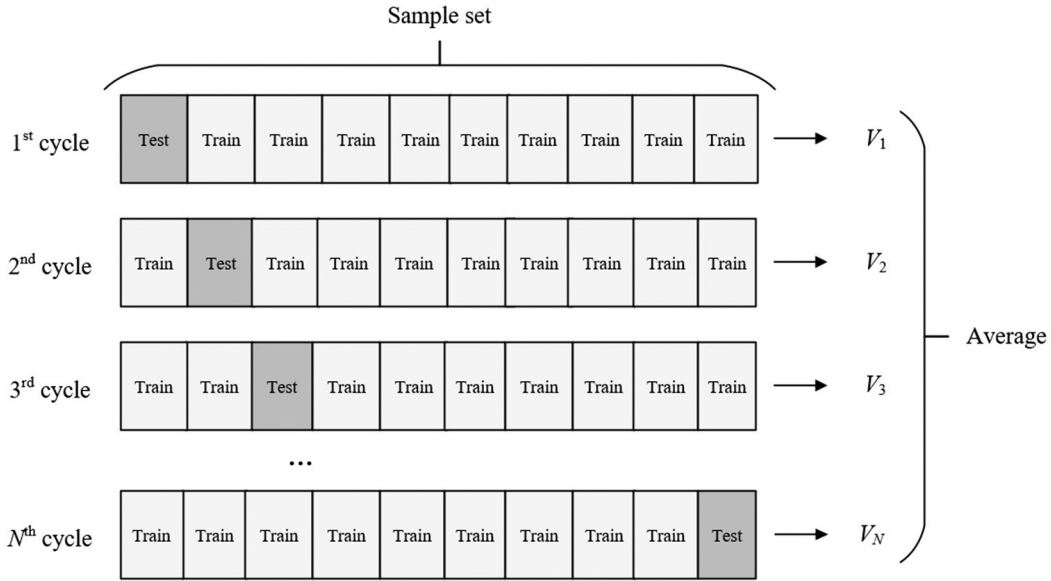 Sample set
1st cycle Test Train Train Train Train Train Train Train Train Train V1
2nd cycle Train Test Train Train Train Train Train Train Train Train V2
Average
3rd cycle Train Train Test Train Train Train Train Train Train Train V3
...
Nth cycle Train Train Train Train Train Train Train Train Train Test VN